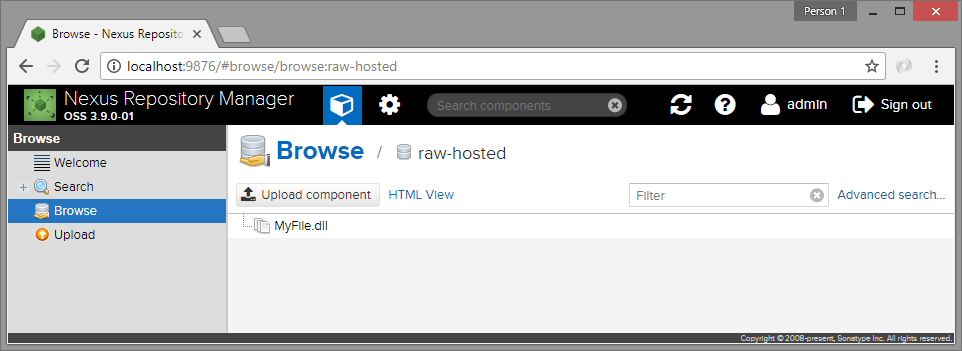 Person 1
Browse - Nexus Reposito
localhost:9876/#browse/browse:raw-hosted
Nexus Repository Manager
OSS 3.9.0-01
Search components
admin
Sign out
Browse
Welcome
Search
Browse
Upload
Browse / raw-hosted
Upload component
HTML View
Filter
Advanced search...
MyFile.dll
Copyright © 2008-present, Sonatype Inc. All rights reserved.